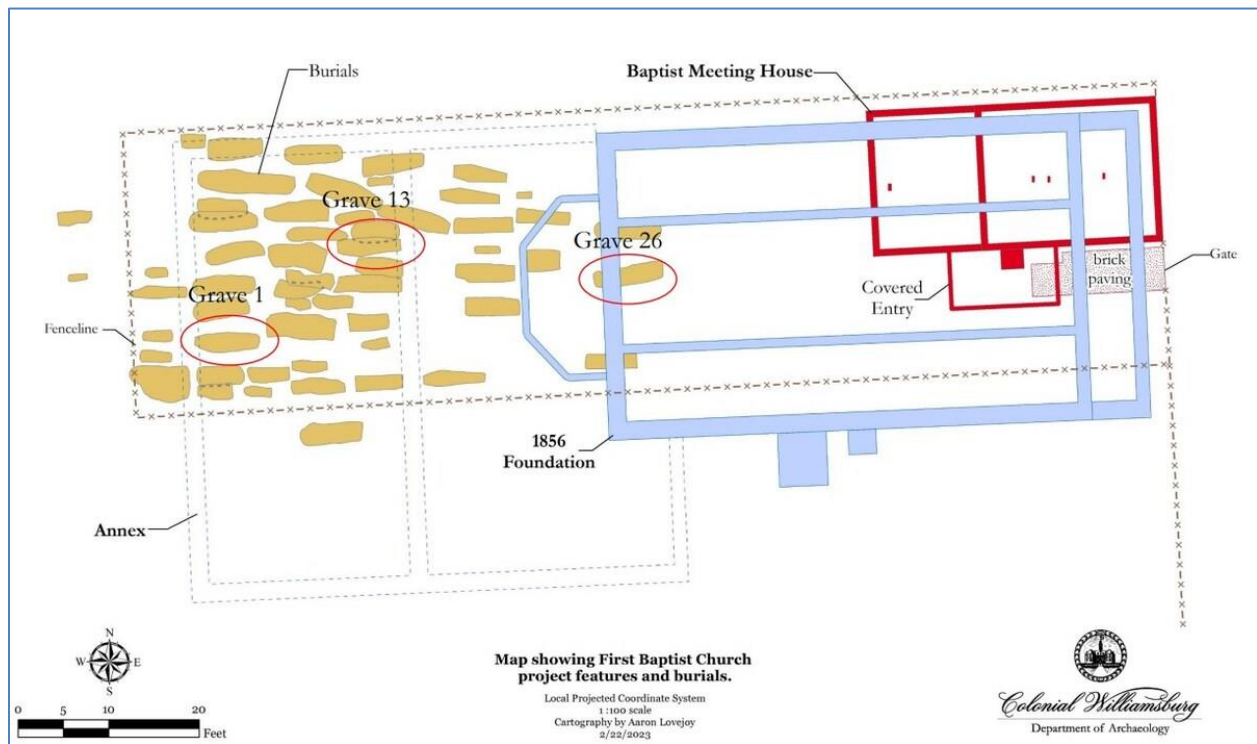 Burials
Baptist Meeting House
Grave 13
Grave 26
Grave 1
Gate
brick
paving
Covered
Entry
Fenceline
1856
Foundation
Annex
N
W E
S
Map showing First Baptist Church
project features and burials.
Local Projected Coordinate System
1 :100 scale
Cartography by Aaron Lovejoy
2/22/2023
0 5 10 20
Feet
Colonial Williamsburg
Department of Archaeology